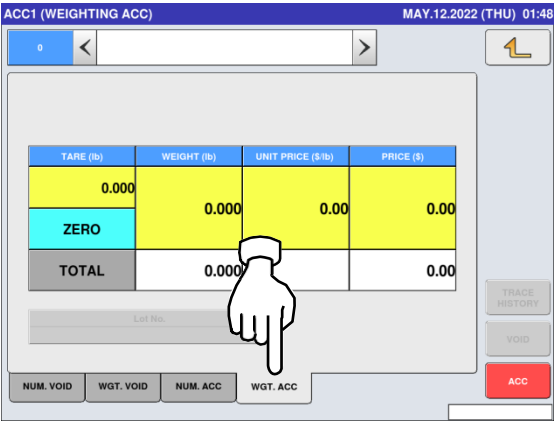 ACC1 (WEIGHTING ACC) MAY.12.2022 (THU) 01:48
0
TARE (lb) WEIGHT (lb) UNIT PRICE ($/lb) PRICE ($)
0.000
0.000 0.00 0.00
ZERO
TOTAL 0.000 0.00
TRACE
HISTORY
Lot No.
VOID
NUM. VOID WGT. VOID NUM. ACC WGT. ACC
ACC